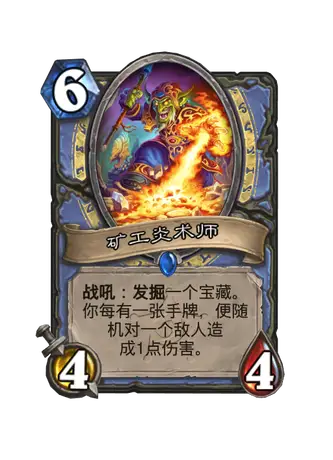 6
矿工炎术师
战吼：发掘一个宝藏。
你每有一张手牌，便随
机对一个敌人造
成1点伤害。
4
4